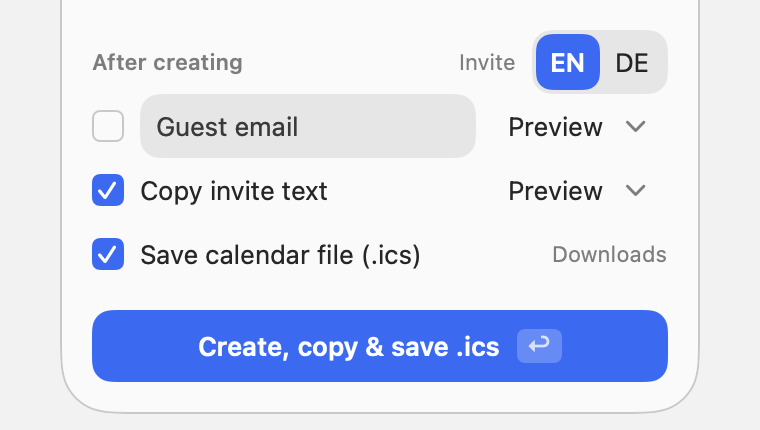 After creating Invite EN DE
Guest email Preview
Copy invite text Preview
Save calendar file (.ics) Downloads
Create, copy & save .ics